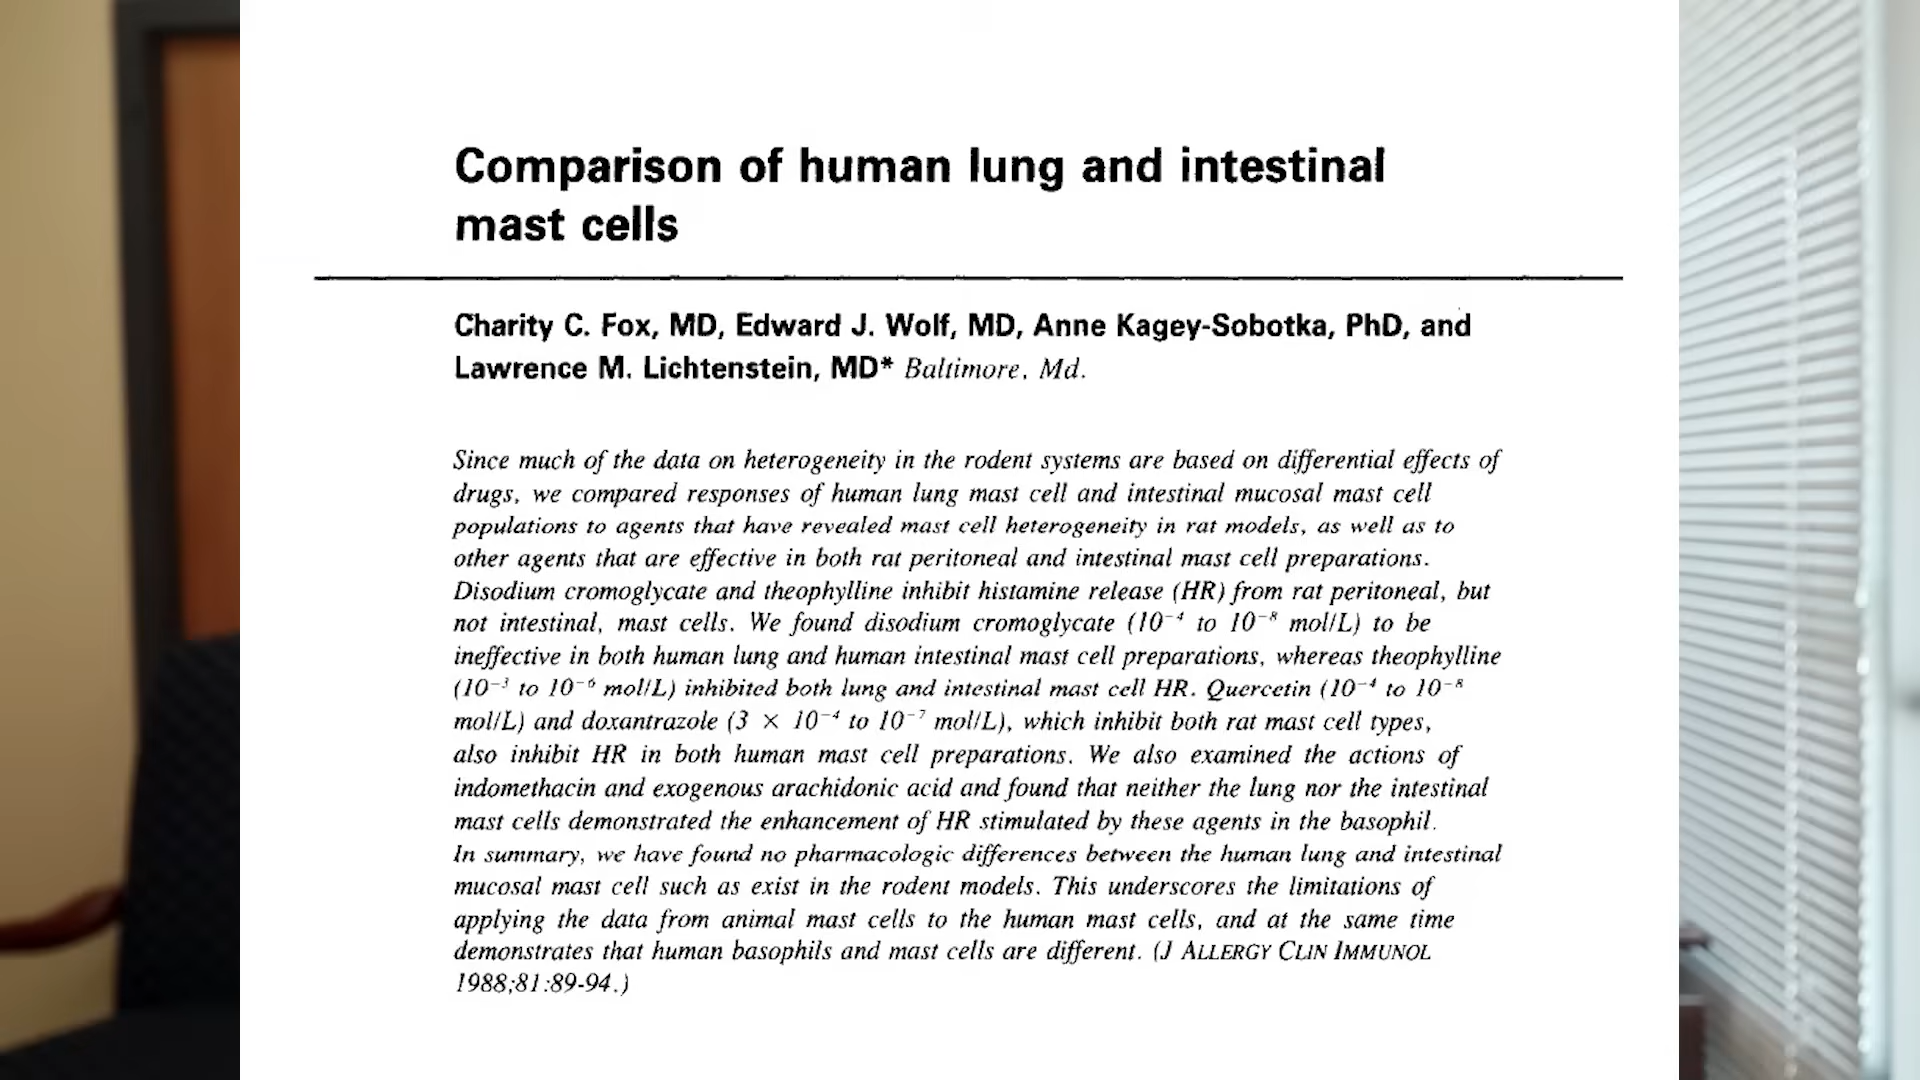 Comparison of human lung and intestinal
mast cells
Charity C. Fox, MD, Edward J. Wolf, MD, Anne Kagey-Sobotka, PhD, and
Lawrence M. Lichtenstein, MD* Baltimore, Md.
Since much of the data on heterogeneity in the rodent systems are based on differential effects of
drugs, we compared responses of human lung mast cell and intestinal mucosal mast cell
populations to agents that have revealed mast cell heterogeneity in rat models, as well as to
other agents that are effective in both rat peritoneal and intestinal mast cell preparations.
Disodium cromoglycate and theophylline inhibit histamine release (HR) from rat peritoneal, but
not intestinal, mast cells. We found disodium cromoglycate (10⁻⁴ to 10⁻⁸ mol/L) to be
ineffective in both human lung and human intestinal mast cell preparations, whereas theophylline
(10⁻³ to 10⁻⁶ mol/L) inhibited both lung and intestinal mast cell HR. Quercetin (10⁻⁴ to 10⁻⁸
mol/L) and doxantrazole (3 × 10⁻⁴ to 10⁻⁷ mol/L), which inhibit both rat mast cell types,
also inhibit HR in both human mast cell preparations. We also examined the actions of
indomethacin and exogenous arachidonic acid and found that neither the lung nor the intestinal
mast cells demonstrated the enhancement of HR stimulated by these agents in the basophil.
In summary, we have found no pharmacologic differences between the human lung and intestinal
mucosal mast cell such as exist in the rodent models. This underscores the limitations of
applying the data from animal mast cells to the human mast cells, and at the same time
demonstrates that human basophils and mast cells are different. (J ALLERGY CLIN IMMUNOL
1988;81:89-94.)